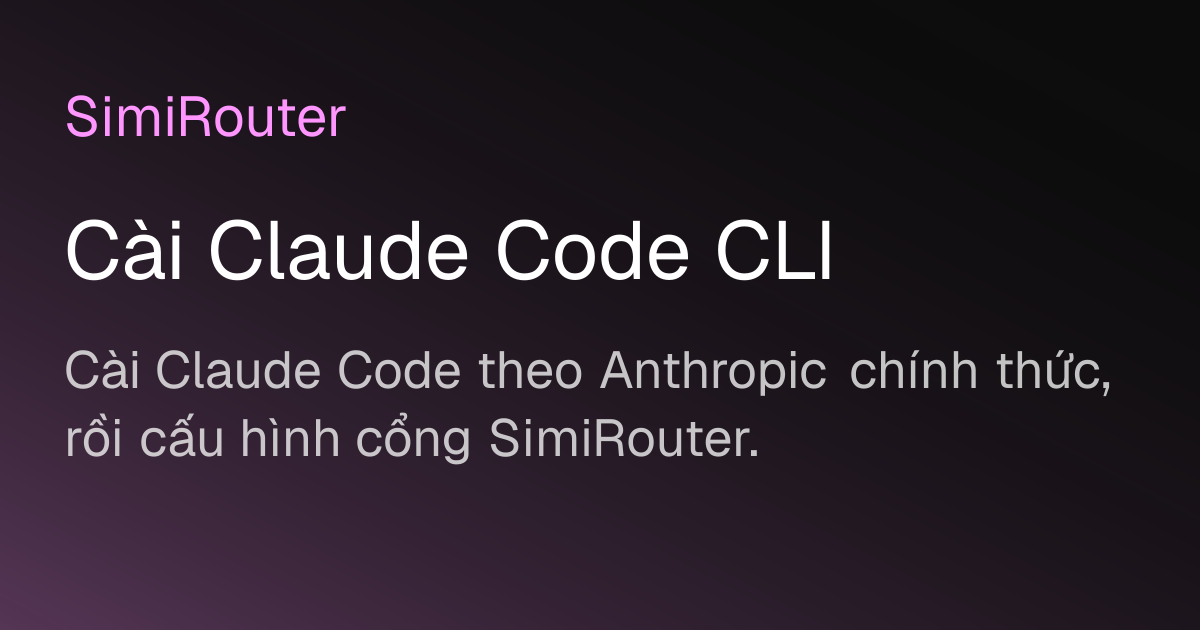 SimiRouter
Cài Claude Code CLI
Cài Claude Code theo Anthropic chính thức,
rồi cấu hình cổng SimiRouter.